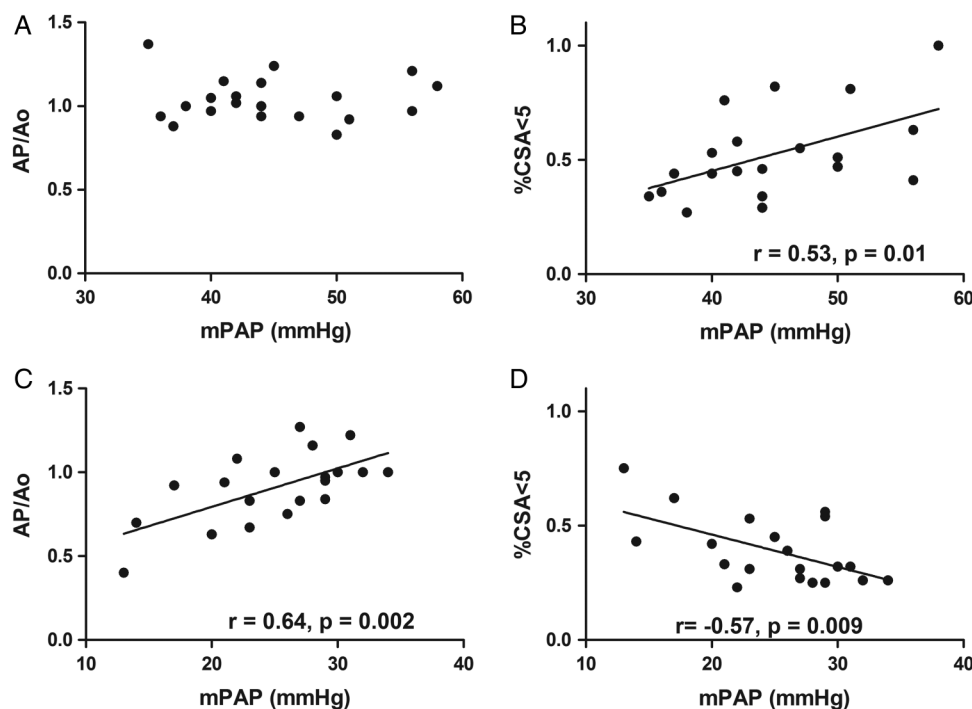 A
1.5
1.0
0.5
0.0
AP/Ao
30 40 50 60
mPAP (mmHg)
B
1.0
0.5
0.0
%CSA<5
r = 0.53, p = 0.01
30 40 50 60
mPAP (mmHg)
C
1.5
1.0
0.5
0.0
AP/Ao
r = 0.64, p = 0.002
10 20 30 40
mPAP (mmHg)
D
1.0
0.5
0.0
%CSA<5
r= -0.57, p = 0.009
10 20 30 40
mPAP (mmHg)